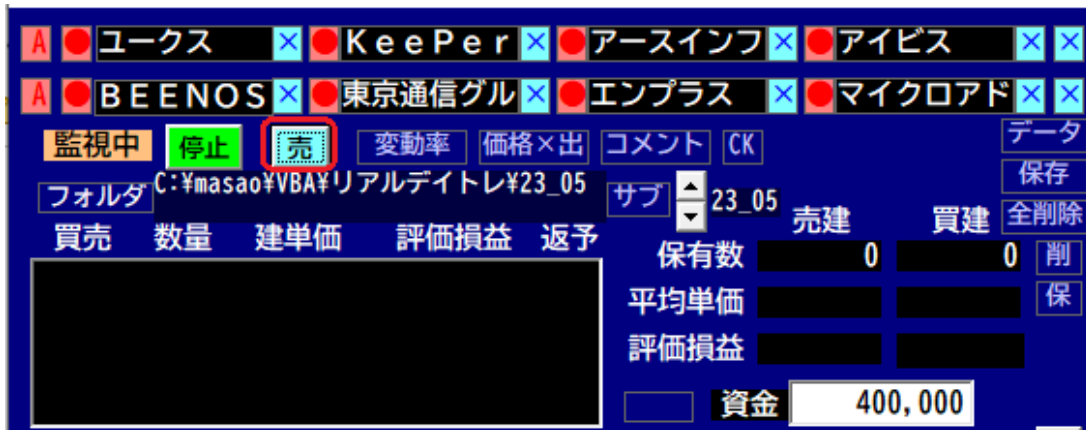 A ● ユークス × ● KeePer × ● アースインフ × ● アイビス × ×
A ● BEENOS × ● 東京通信グル × ● エンプラス × ● マイクロアド × ×
監視中 停止 売 変動率 価格×出 コメント CK データ
フォルダ C:¥masao¥VBA¥リアルデイトレ¥23_05 サブ 23_05 保存
売建 買建 全削除
買売 数量 建単価 評価損益 返予
保有数 0 0 削
平均単価 保
評価損益
資金 400,000